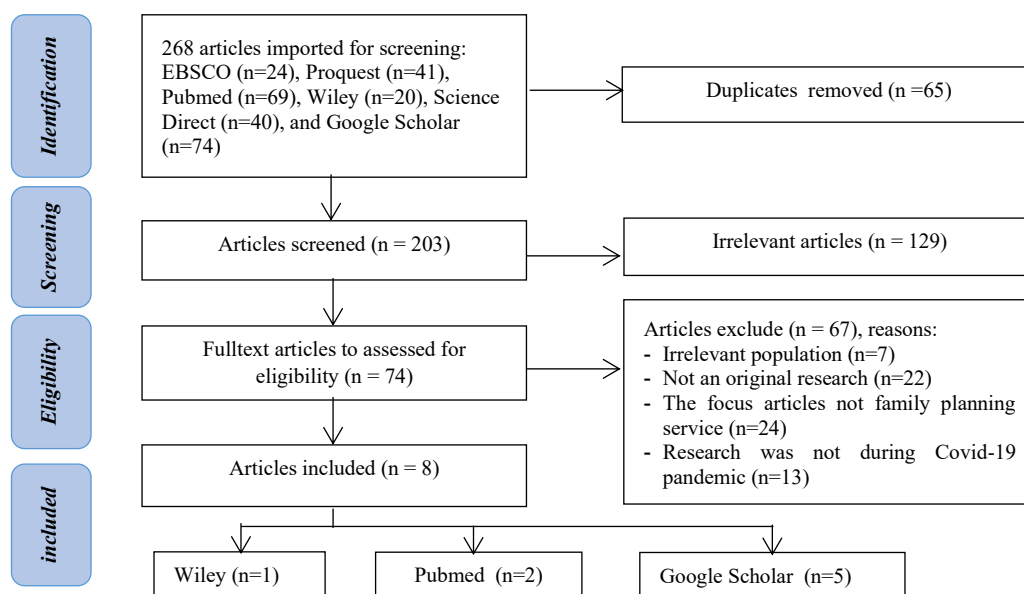 Identification
268 articles imported for screening:
EBSCO (n=24), Proquest (n=41),
Pubmed (n=69), Wiley (n=20), Science
Direct (n=40), and Google Scholar
(n=74)
Duplicates removed (n =65)
Screening
Articles screened (n = 203)
Irrelevant articles (n = 129)
Eligibility
Fulltext articles to assessed for
eligibility (n = 74)
Articles exclude (n = 67), reasons:
- Irrelevant population (n=7)
- Not an original research (n=22)
- The focus articles not family planning
service (n=24)
- Research was not during Covid-19
pandemic (n=13)
included
Articles included (n = 8)
Wiley (n=1)
Pubmed (n=2)
Google Scholar (n=5)